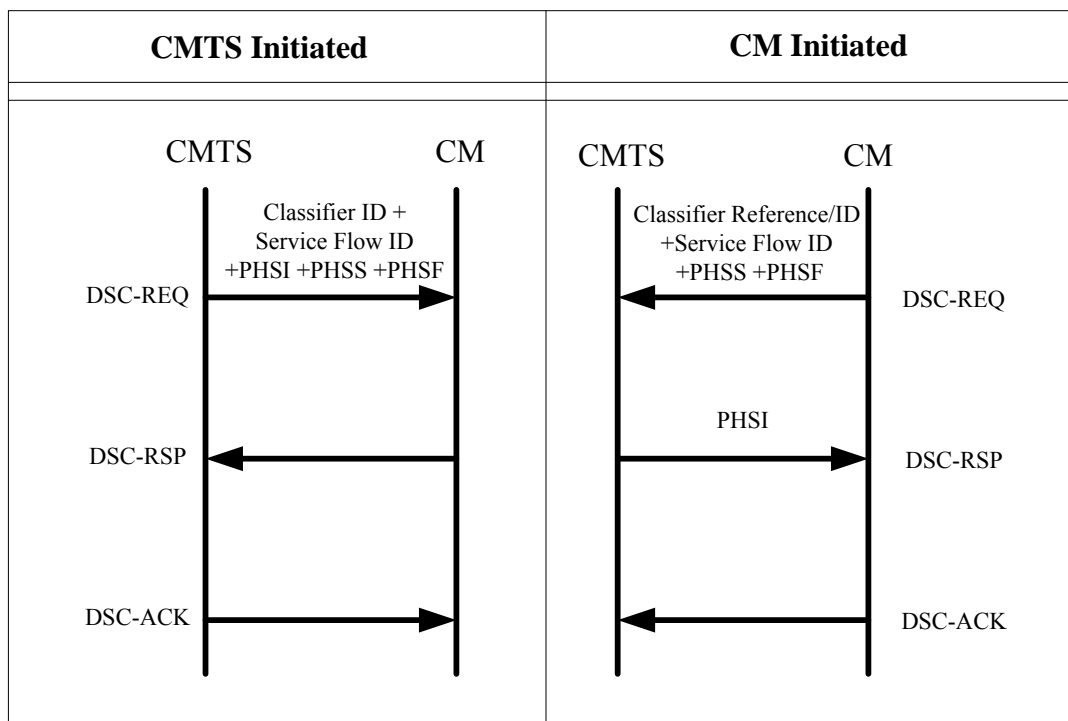 CMTS Initiated
CM Initiated
CMTS
CM
Classifier ID +
Service Flow ID
+PHSI +PHSS +PHSF
DSC-REQ
DSC-RSP
DSC-ACK
CMTS
CM
Classifier Reference/ID
+Service Flow ID
+PHSS +PHSF
DSC-REQ
PHSI
DSC-RSP
DSC-ACK